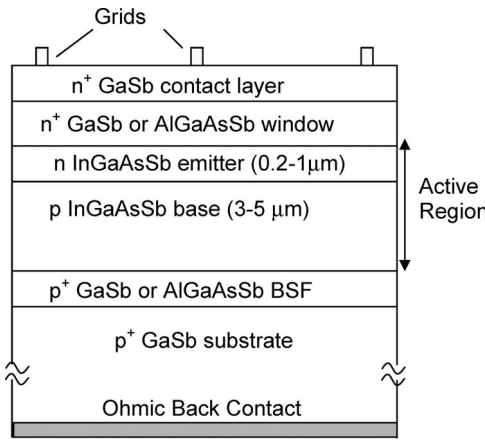 Grids
n⁺ GaSb contact layer
n⁺ GaSb or AlGaAsSb window
n InGaAsSb emitter (0.2-1μm)
p InGaAsSb base (3-5 μm)
Active
Region
p⁺ GaSb or AlGaAsSb BSF
p⁺ GaSb substrate
Ohmic Back Contact